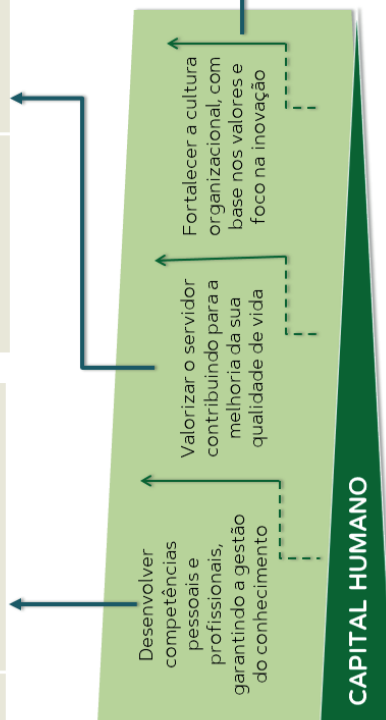 Desenvolver
competências
pessoais e
profissionais,
garantindo a gestão
do conhecimento
Valorizar o servidor
contribuindo para a
melhoria da sua
qualidade de vida
Fortalecer a cultura
organizacional, com
base nos valores e
foco na inovação
CAPITAL HUMANO